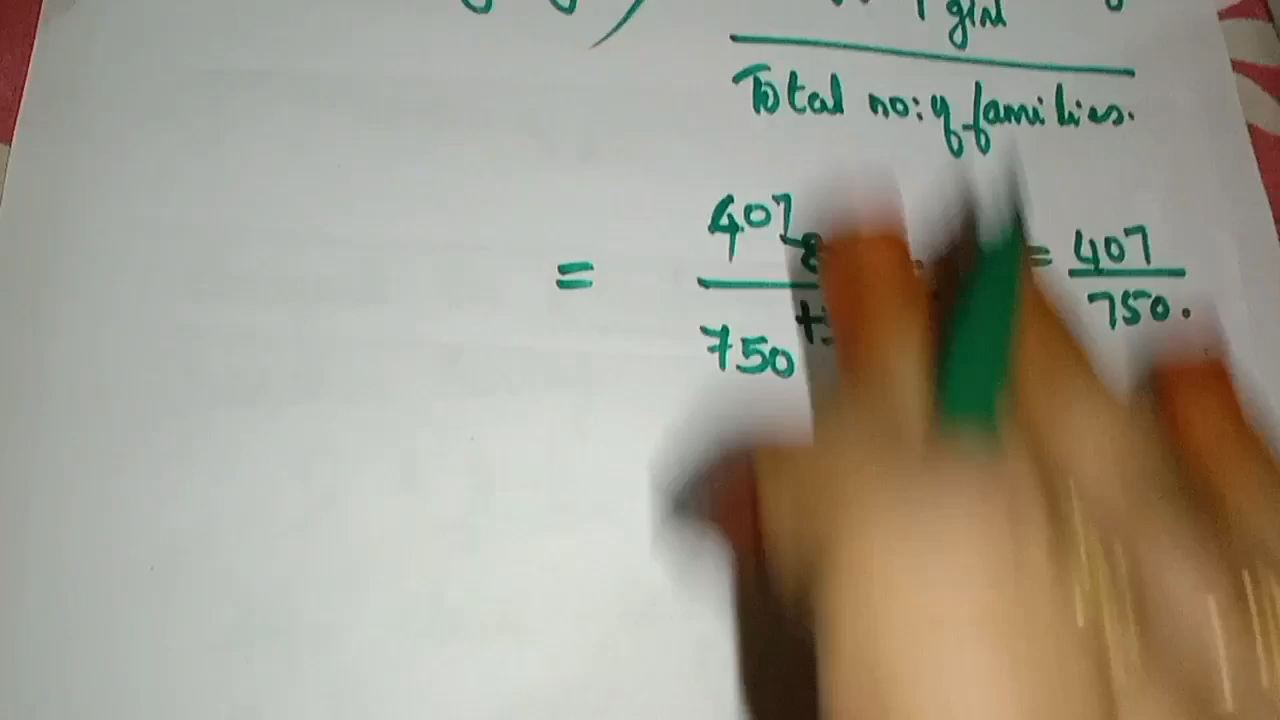 girl
Total no: of families.
= 407 = 407
750 750.